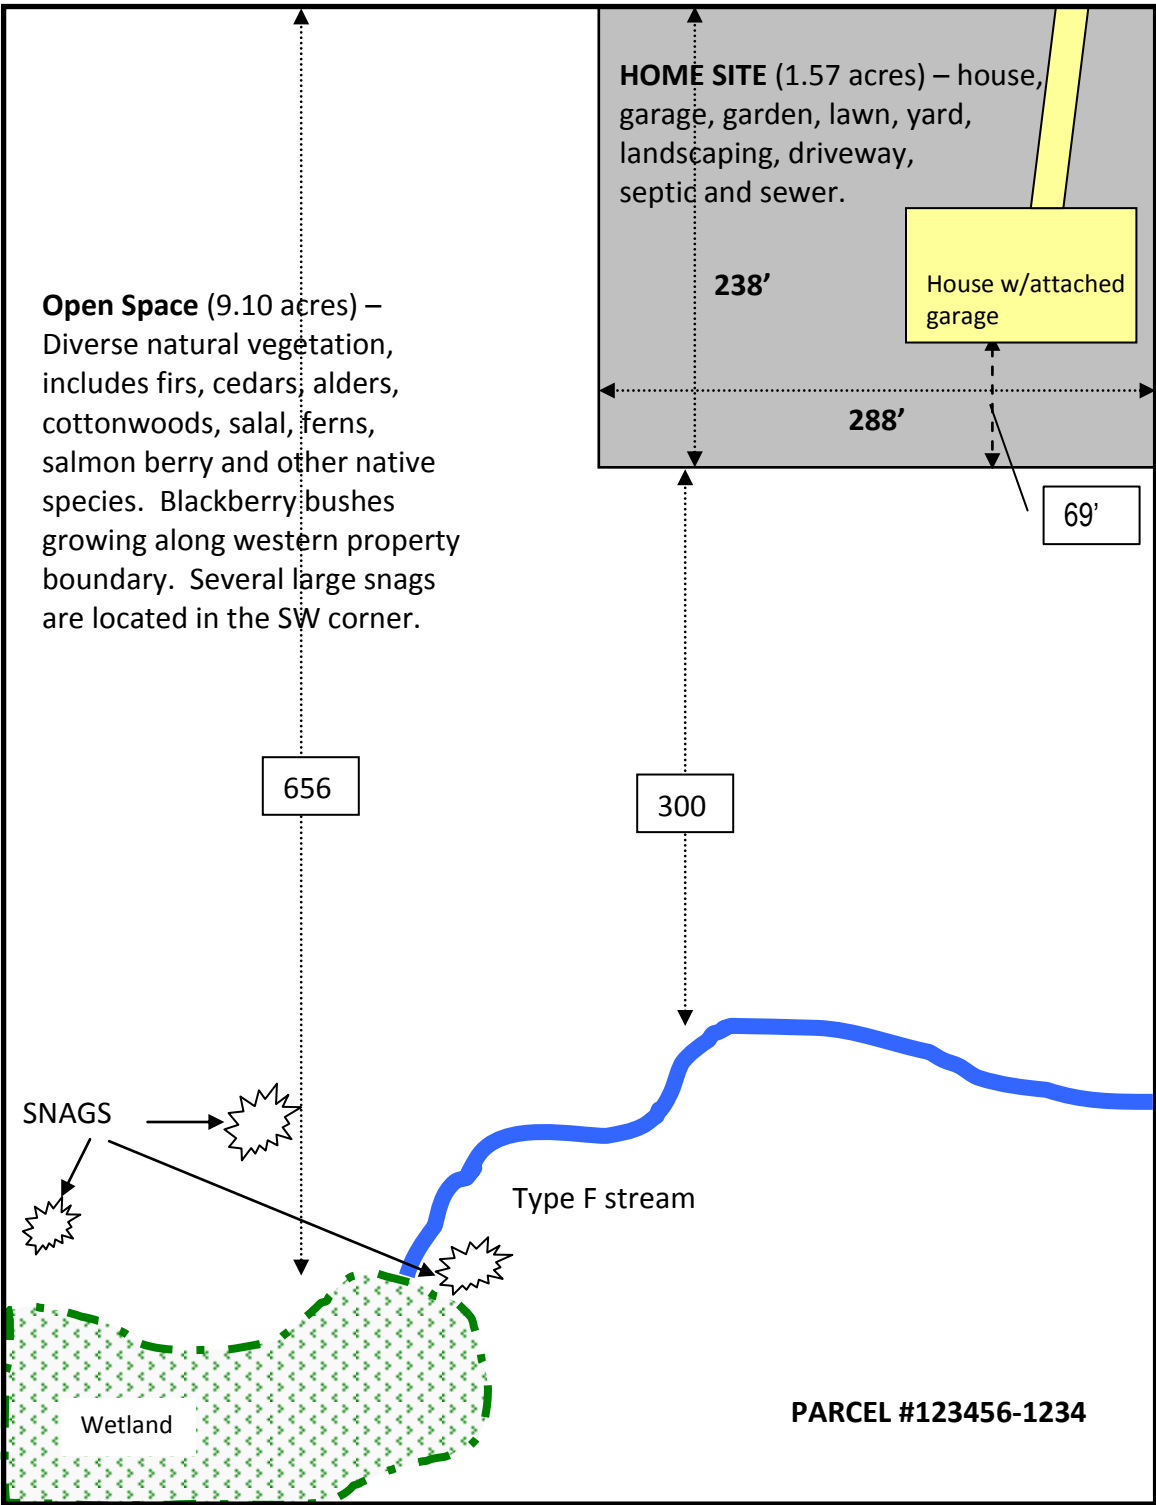 HOME SITE (1.57 acres) – house,
garage, garden, lawn, yard,
landscaping, driveway,
septic and sewer.
238’
House w/attached
garage
288’
69’
Open Space (9.10 acres) –
Diverse natural vegetation,
includes firs, cedars, alders,
cottonwoods, salal, ferns,
salmon berry and other native
species.  Blackberry bushes
growing along western property
boundary.  Several large snags
are located in the SW corner.
656
300
SNAGS
Type F stream
Wetland
PARCEL #123456-1234